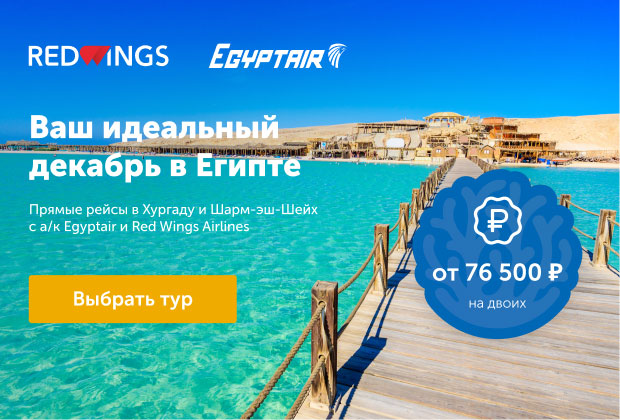 REDWINGS EGYPTAIR
Ваш идеальный
декабрь в Египте
Прямые рейсы в Хургаду и Шарм-эш-Шейх
с а/к Egyptair и Red Wings Airlines
Выбрать тур
₽
от 76 500 ₽
на двоих